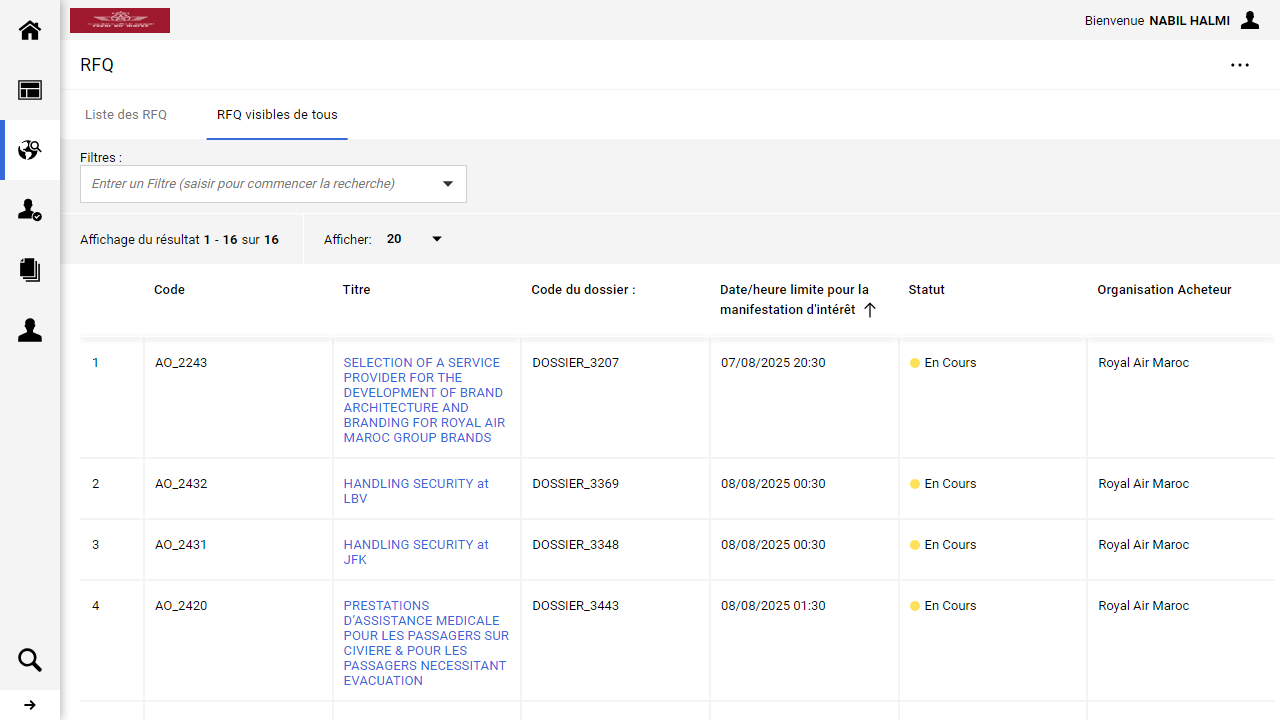 Bienvenue NABIL HALMI
RFQ
Liste des RFQ
RFQ visibles de tous
Filtres :
Entrer un Filtre (saisir pour commencer la recherche)
Affichage du résultat 1 - 16 sur 16
Afficher: 20
Code
Titre
Code du dossier :
Date/heure limite pour la
manifestation d'intérêt
Statut
Organisation Acheteur
1
AO_2243
SELECTION OF A SERVICE
PROVIDER FOR THE
DEVELOPMENT OF BRAND
ARCHITECTURE AND
BRANDING FOR ROYAL AIR
MAROC GROUP BRANDS
DOSSIER_3207
07/08/2025 20:30
En Cours
Royal Air Maroc
2
AO_2432
HANDLING SECURITY at
LBV
DOSSIER_3369
08/08/2025 00:30
En Cours
Royal Air Maroc
3
AO_2431
HANDLING SECURITY at
JFK
DOSSIER_3348
08/08/2025 00:30
En Cours
Royal Air Maroc
4
AO_2420
PRESTATIONS
D'ASSISTANCE MEDICALE
POUR LES PASSAGERS SUR
CIVIERE & POUR LES
PASSAGERS NECESSITANT
EVACUATION
DOSSIER_3443
08/08/2025 01:30
En Cours
Royal Air Maroc